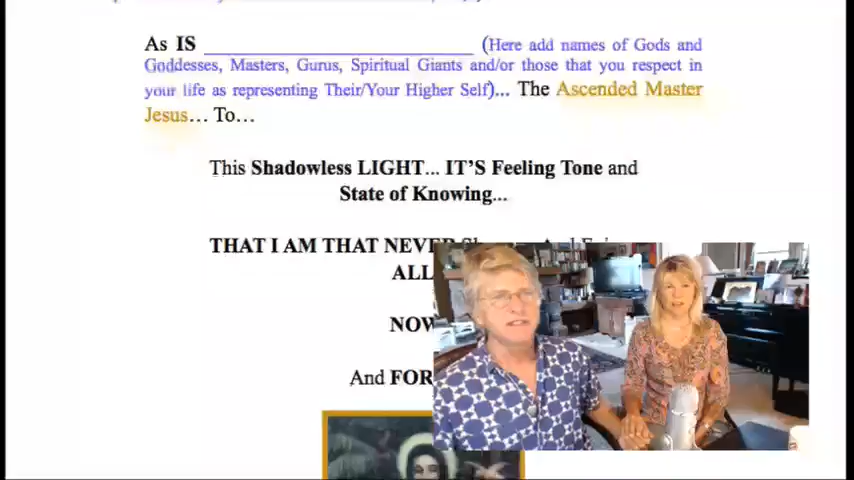 As IS ______________________________ (Here add names of Gods and
Goddesses, Masters, Gurus, Spiritual Giants and/or those that you respect in
your life as representing Their/Your Higher Self)... The Ascended Master
Jesus... To...
This Shadowless LIGHT... IT'S Feeling Tone and
State of Knowing...
THAT I AM THAT NEVER
ALL
NOW
And FOR